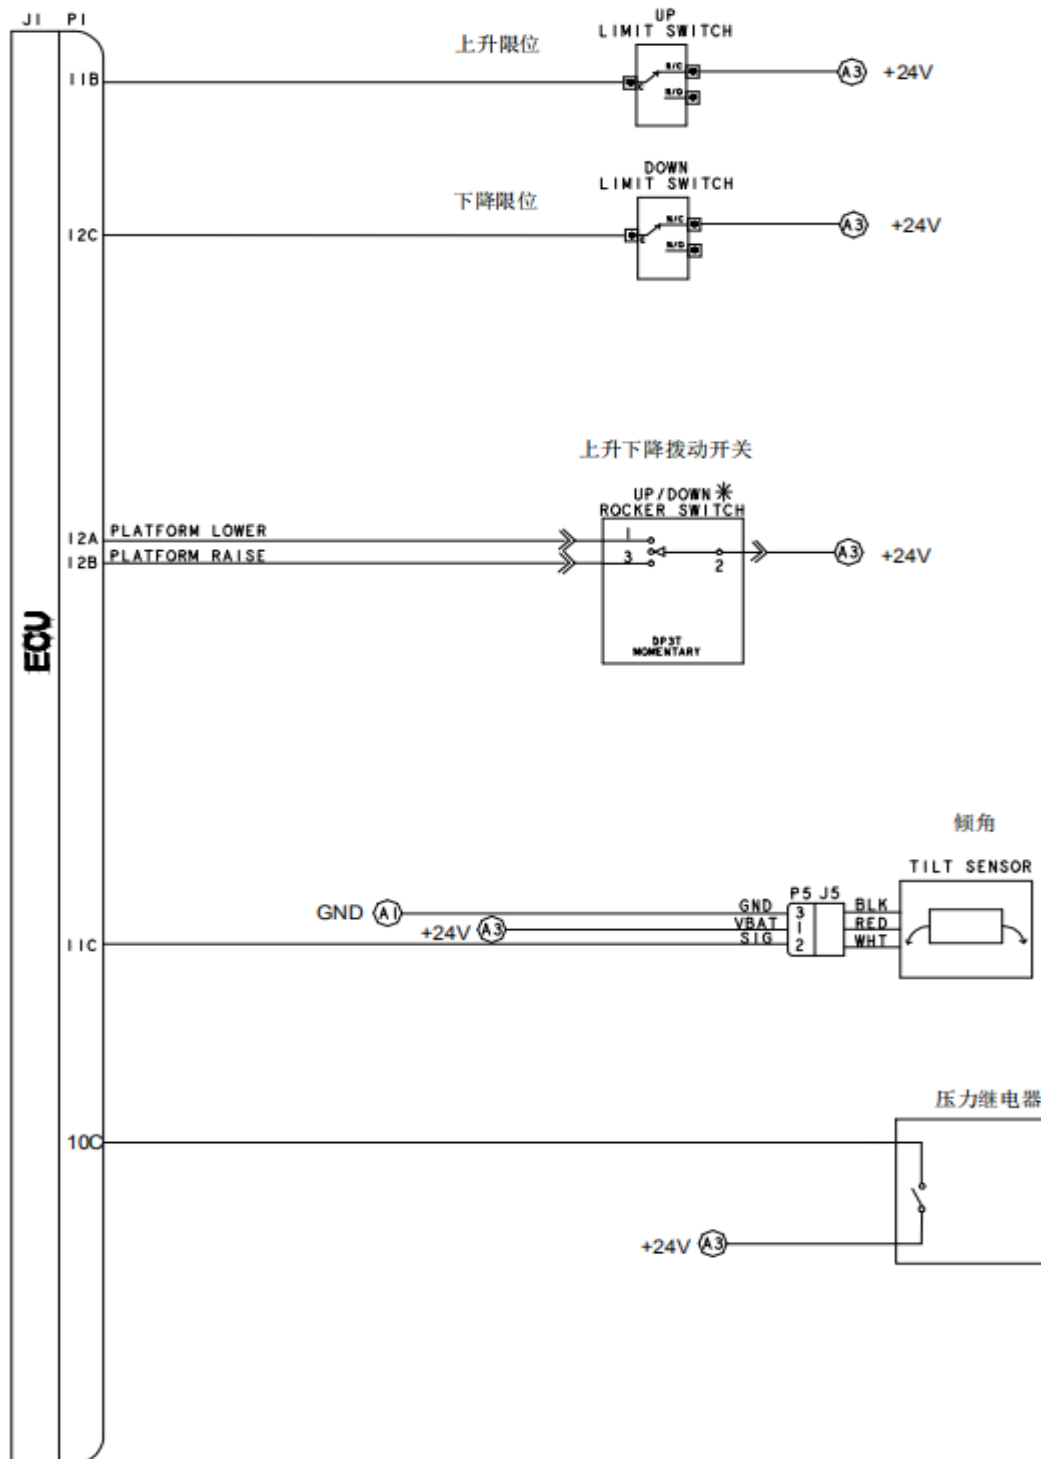 J1 P1
UP
LIMIT SWITCH
上升限位
11B
N/C
C
N/O
A3 +24V
DOWN
LIMIT SWITCH
下降限位
12C
N/C
C
N/O
A3 +24V
上升下降拨动开关
UP/DOWN *
ROCKER SWITCH
12A PLATFORM LOWER
1
12B PLATFORM RAISE
3
2
A3 +24V
DP3T
MOMENTARY
ECU
倾角
TILT SENSOR
P5 J5
GND A1
GND 3 BLK
+24V A3
VBAT 1 RED
11C
SIG 2 WHT
压力继电器
10C
+24V A3